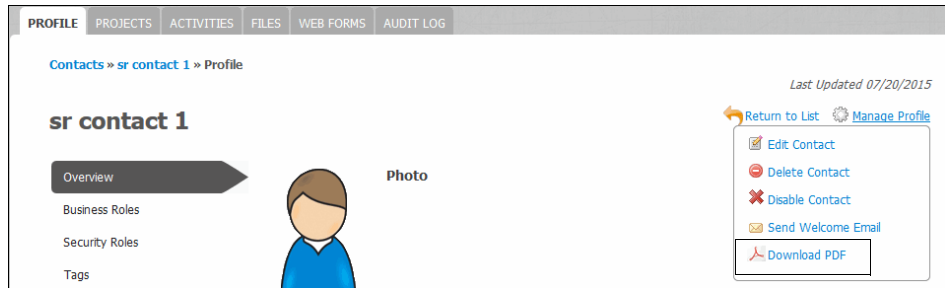 PROFILE PROJECTS ACTIVITIES FILES WEB FORMS AUDIT LOG
Contacts » sr contact 1 » Profile
Last Updated 07/20/2015
sr contact 1
Return to List Manage Profile
Edit Contact
Delete Contact
Disable Contact
Send Welcome Email
Download PDF
Overview
Business Roles
Security Roles
Tags
Photo